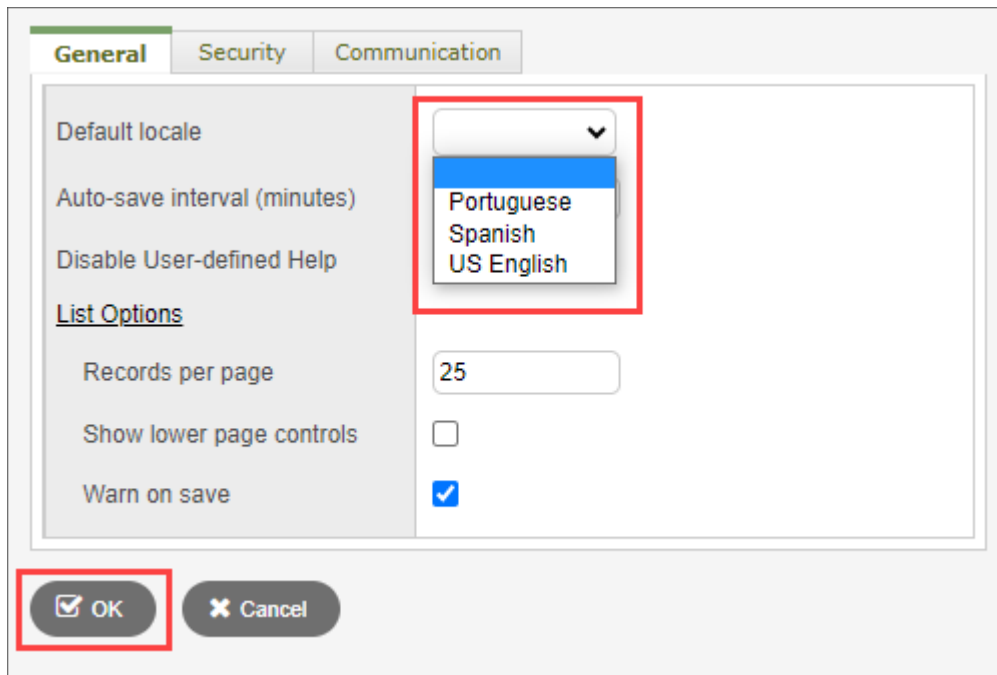 General Security Communication
Default locale
Auto-save interval (minutes)
Portuguese
Spanish
US English
Disable User-defined Help
List Options
Records per page 25
Show lower page controls
Warn on save
OK Cancel